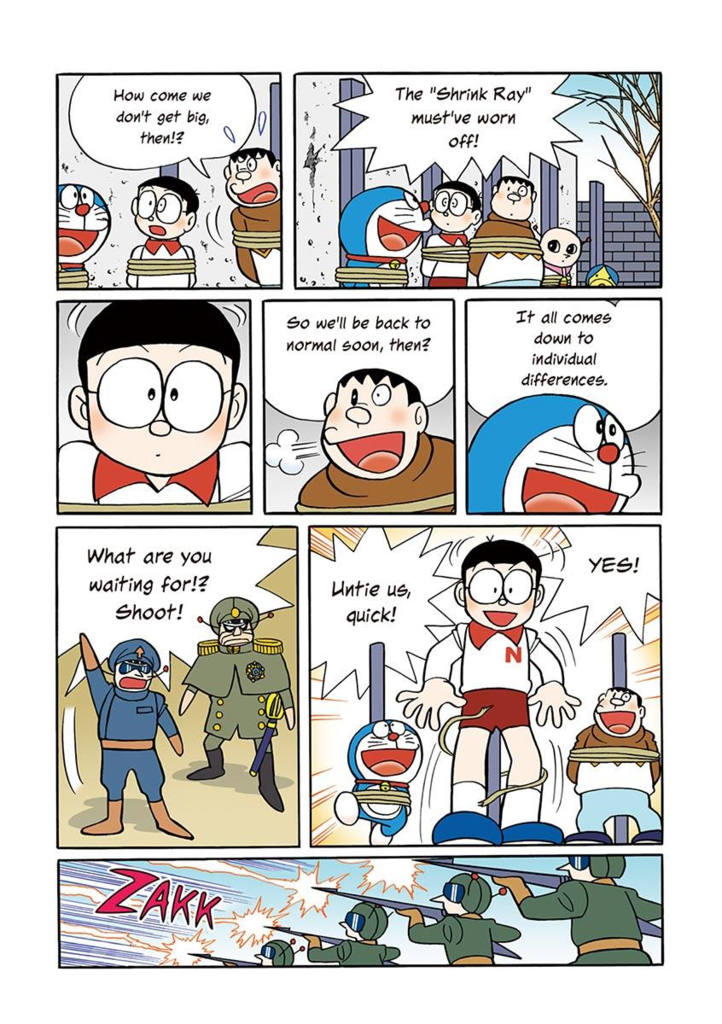 How come we
don't get big,
then!?
The "Shrink Ray"
must've worn
off!
So we'll be back to
normal soon, then?
It all comes
down to
individual
differences.
What are you
waiting for!?
Shoot!
Untie us,
quick!
YES!
N
ZAKK